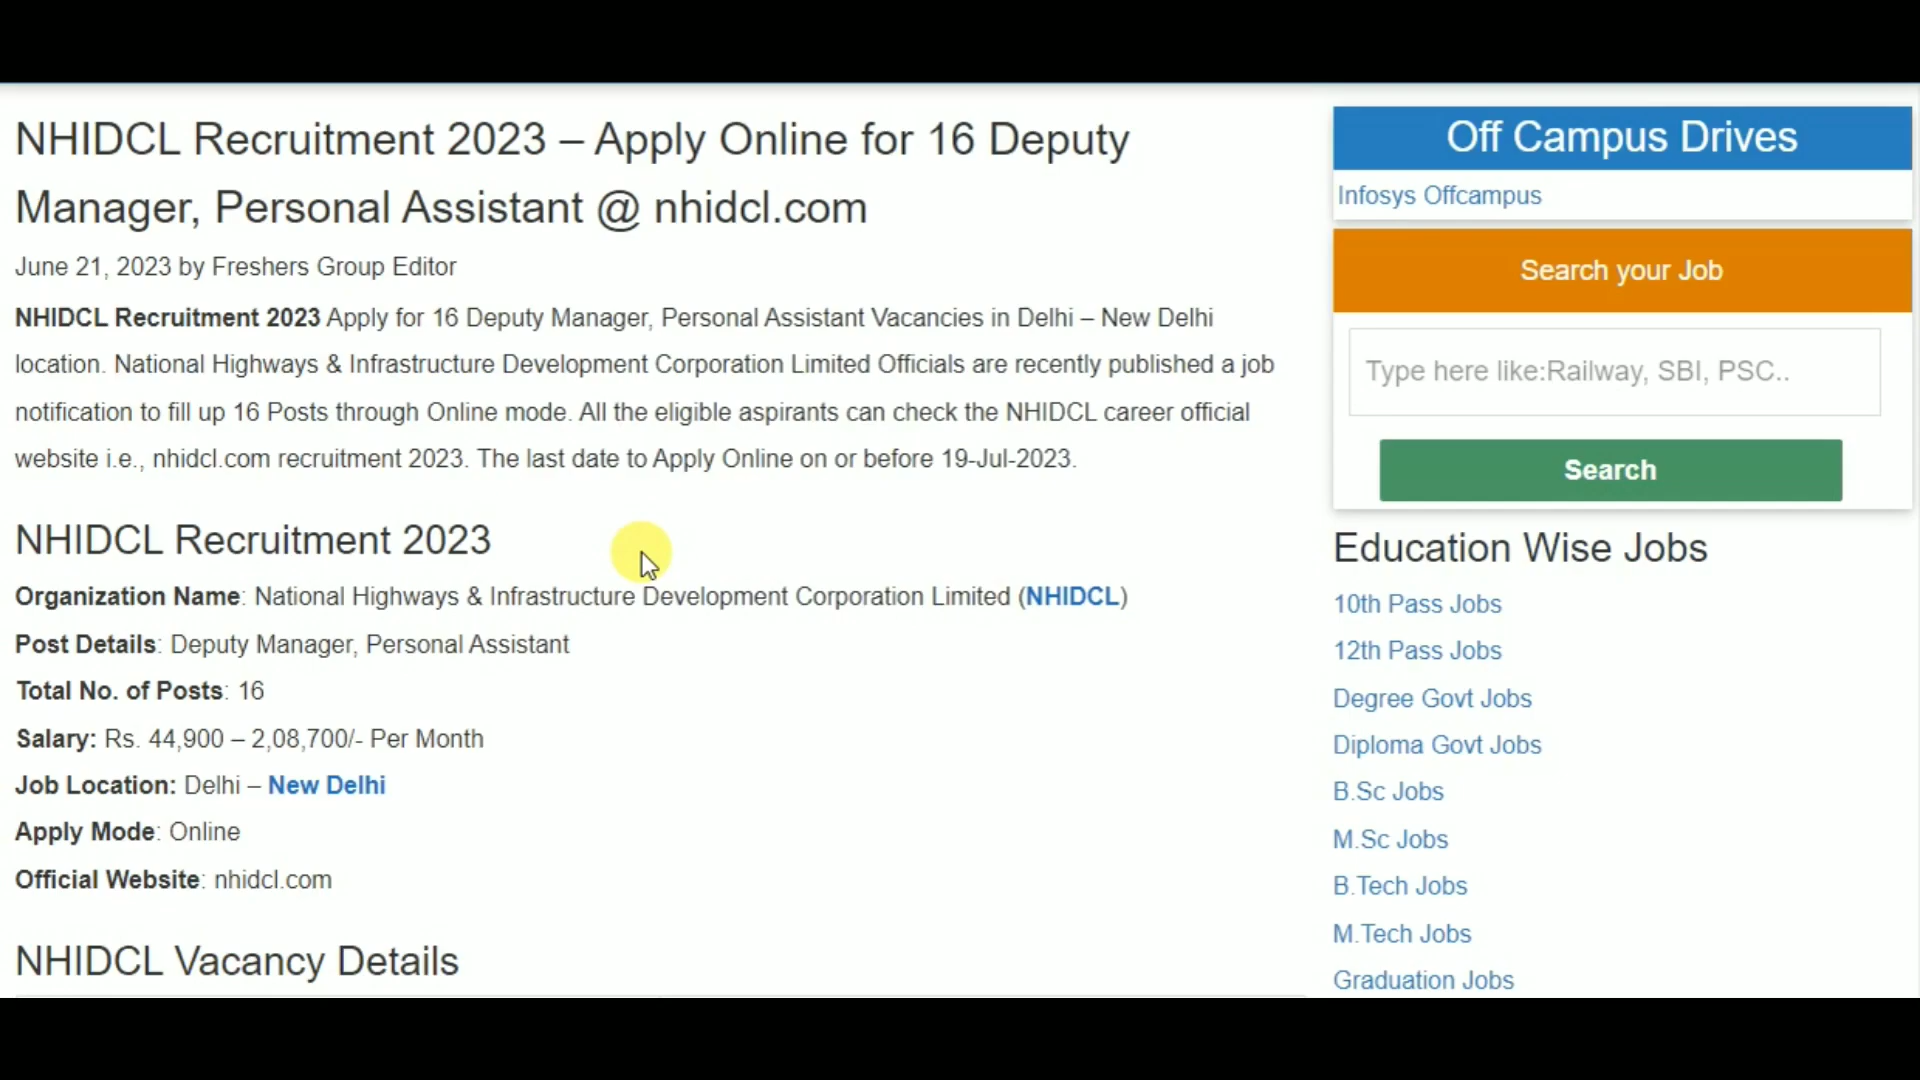 NHIDCL Recruitment 2023 – Apply Online for 16 Deputy
Manager, Personal Assistant @ nhidcl.com
June 21, 2023 by Freshers Group Editor
NHIDCL Recruitment 2023 Apply for 16 Deputy Manager, Personal Assistant Vacancies in Delhi – New Delhi
location. National Highways & Infrastructure Development Corporation Limited Officials are recently published a job
notification to fill up 16 Posts through Online mode. All the eligible aspirants can check the NHIDCL career official
website i.e., nhidcl.com recruitment 2023. The last date to Apply Online on or before 19-Jul-2023.
NHIDCL Recruitment 2023
Organization Name: National Highways & Infrastructure Development Corporation Limited (NHIDCL)
Post Details: Deputy Manager, Personal Assistant
Total No. of Posts: 16
Salary: Rs. 44,900 – 2,08,700/- Per Month
Job Location: Delhi – New Delhi
Apply Mode: Online
Official Website: nhidcl.com
NHIDCL Vacancy Details
Off Campus Drives
Infosys Offcampus
Search your Job
Type here like:Railway, SBI, PSC..
Search
Education Wise Jobs
10th Pass Jobs
12th Pass Jobs
Degree Govt Jobs
Diploma Govt Jobs
B.Sc Jobs
M.Sc Jobs
B.Tech Jobs
M.Tech Jobs
Graduation Jobs